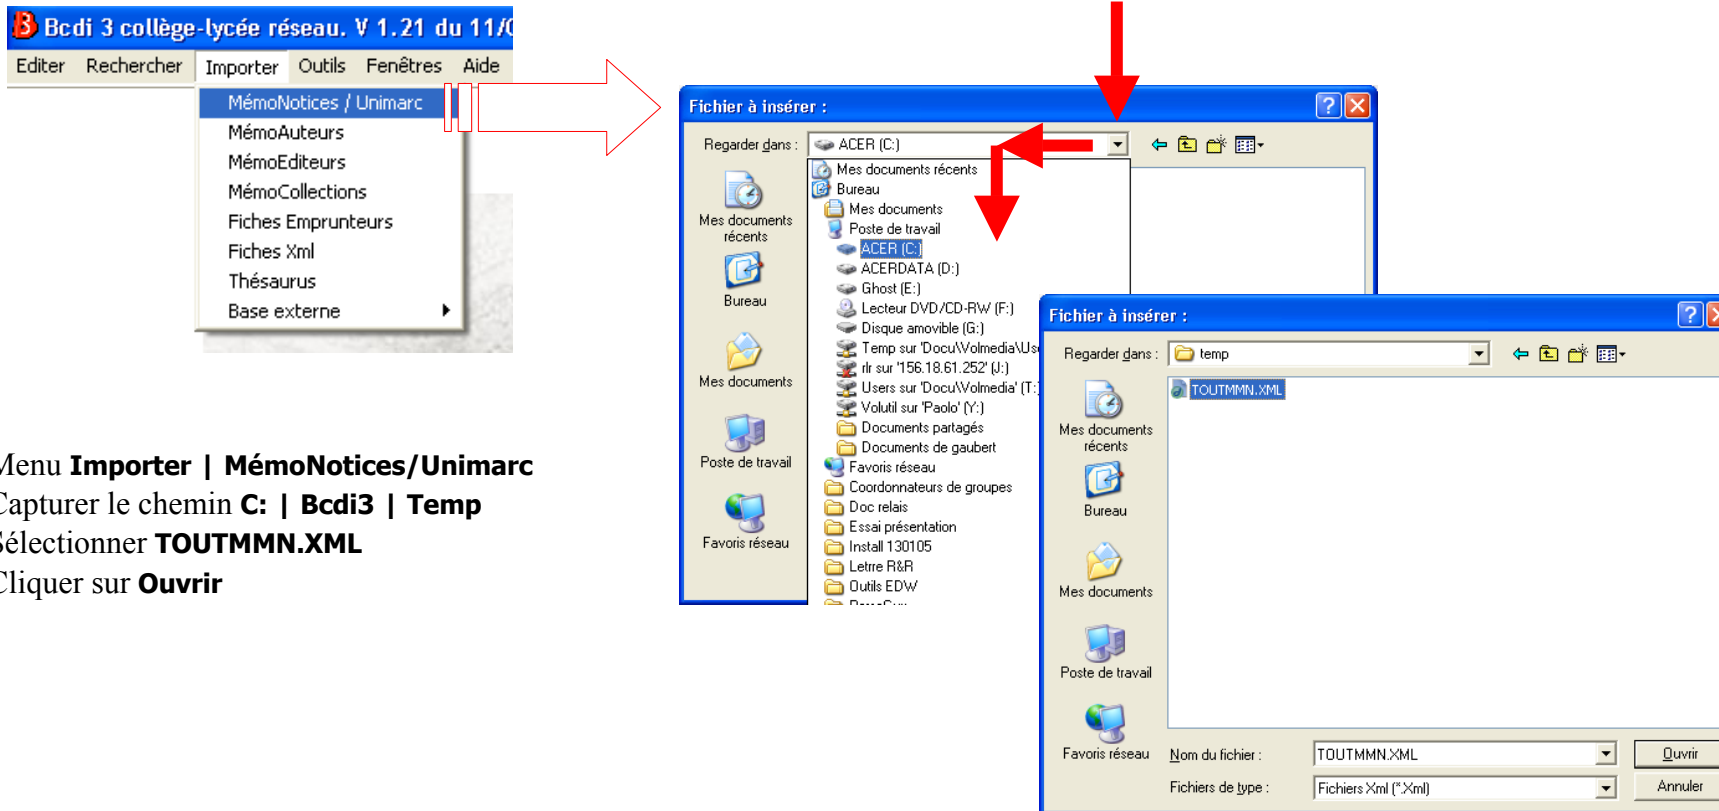 Bcdi 3 collège-lycée réseau. V 1.21 du 11/0
Editer Rechercher Importer Outils Fenêtres Aide
MémoNotices / Unimarc
MémoAuteurs
MémoEditeurs
MémoCollections
Fiches Emprunteurs
Fiches Xml
Thésaurus
Base externe
Menu Importer | MémoNotices/Unimarc
Capturer le chemin C: | Bcdi3 | Temp
Sélectionner TOUTMMN.XML
Cliquer sur Ouvrir
Fichier à insérer :
Regarder dans : ACER (C:)
Mes documents récents
Bureau
Mes documents
Poste de travail
Favoris réseau
Mes documents récents
Bureau
Mes documents
Poste de travail
ACER (C:)
ACERDATA (D:)
Ghost (E:)
Lecteur DVD/CD-RW (F:)
Disque amovible (G:)
Temp sur 'Docu\Volmedia\Use
rlr sur '156.18.61.252' (J:)
Users sur 'Docu\Volmedia' (T:)
Volutil sur 'Paolo' (Y:)
Documents partagés
Documents de gaubert
Favoris réseau
Coordonnateurs de groupes
Doc relais
Essai présentation
Install 130105
Letrre R&R
Outils EDW
Fichier à insérer :
Regarder dans : temp
Mes documents récents
Bureau
Mes documents
Poste de travail
Favoris réseau
TOUTMMN.XML
Nom du fichier : TOUTMMN.XML Ouvrir
Fichiers de type : Fichiers Xml (*.Xml) Annuler